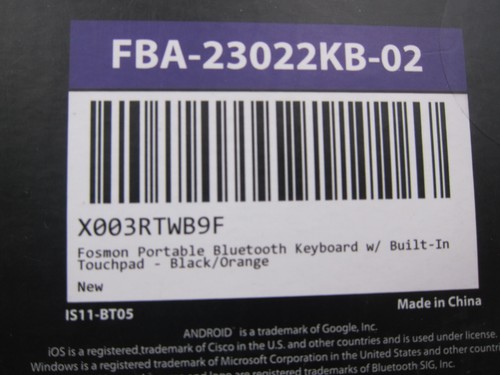 FBA-23022KB-02
X003RTWB9F
Fosmon Portable Bluetooth Keyboard w/ Built-In
Touchpad - Black/Orange
New
IS11-BT05
Made in China
ANDROID is a trademark of Google, Inc.
iOS is a registered trademark of Cisco in the U.S. and other countries and is used under license.
Windows is a registered trademark of Microsoft Corporation in the United States and other countr
are registered trademarks of Bluetooth SIG, Inc.